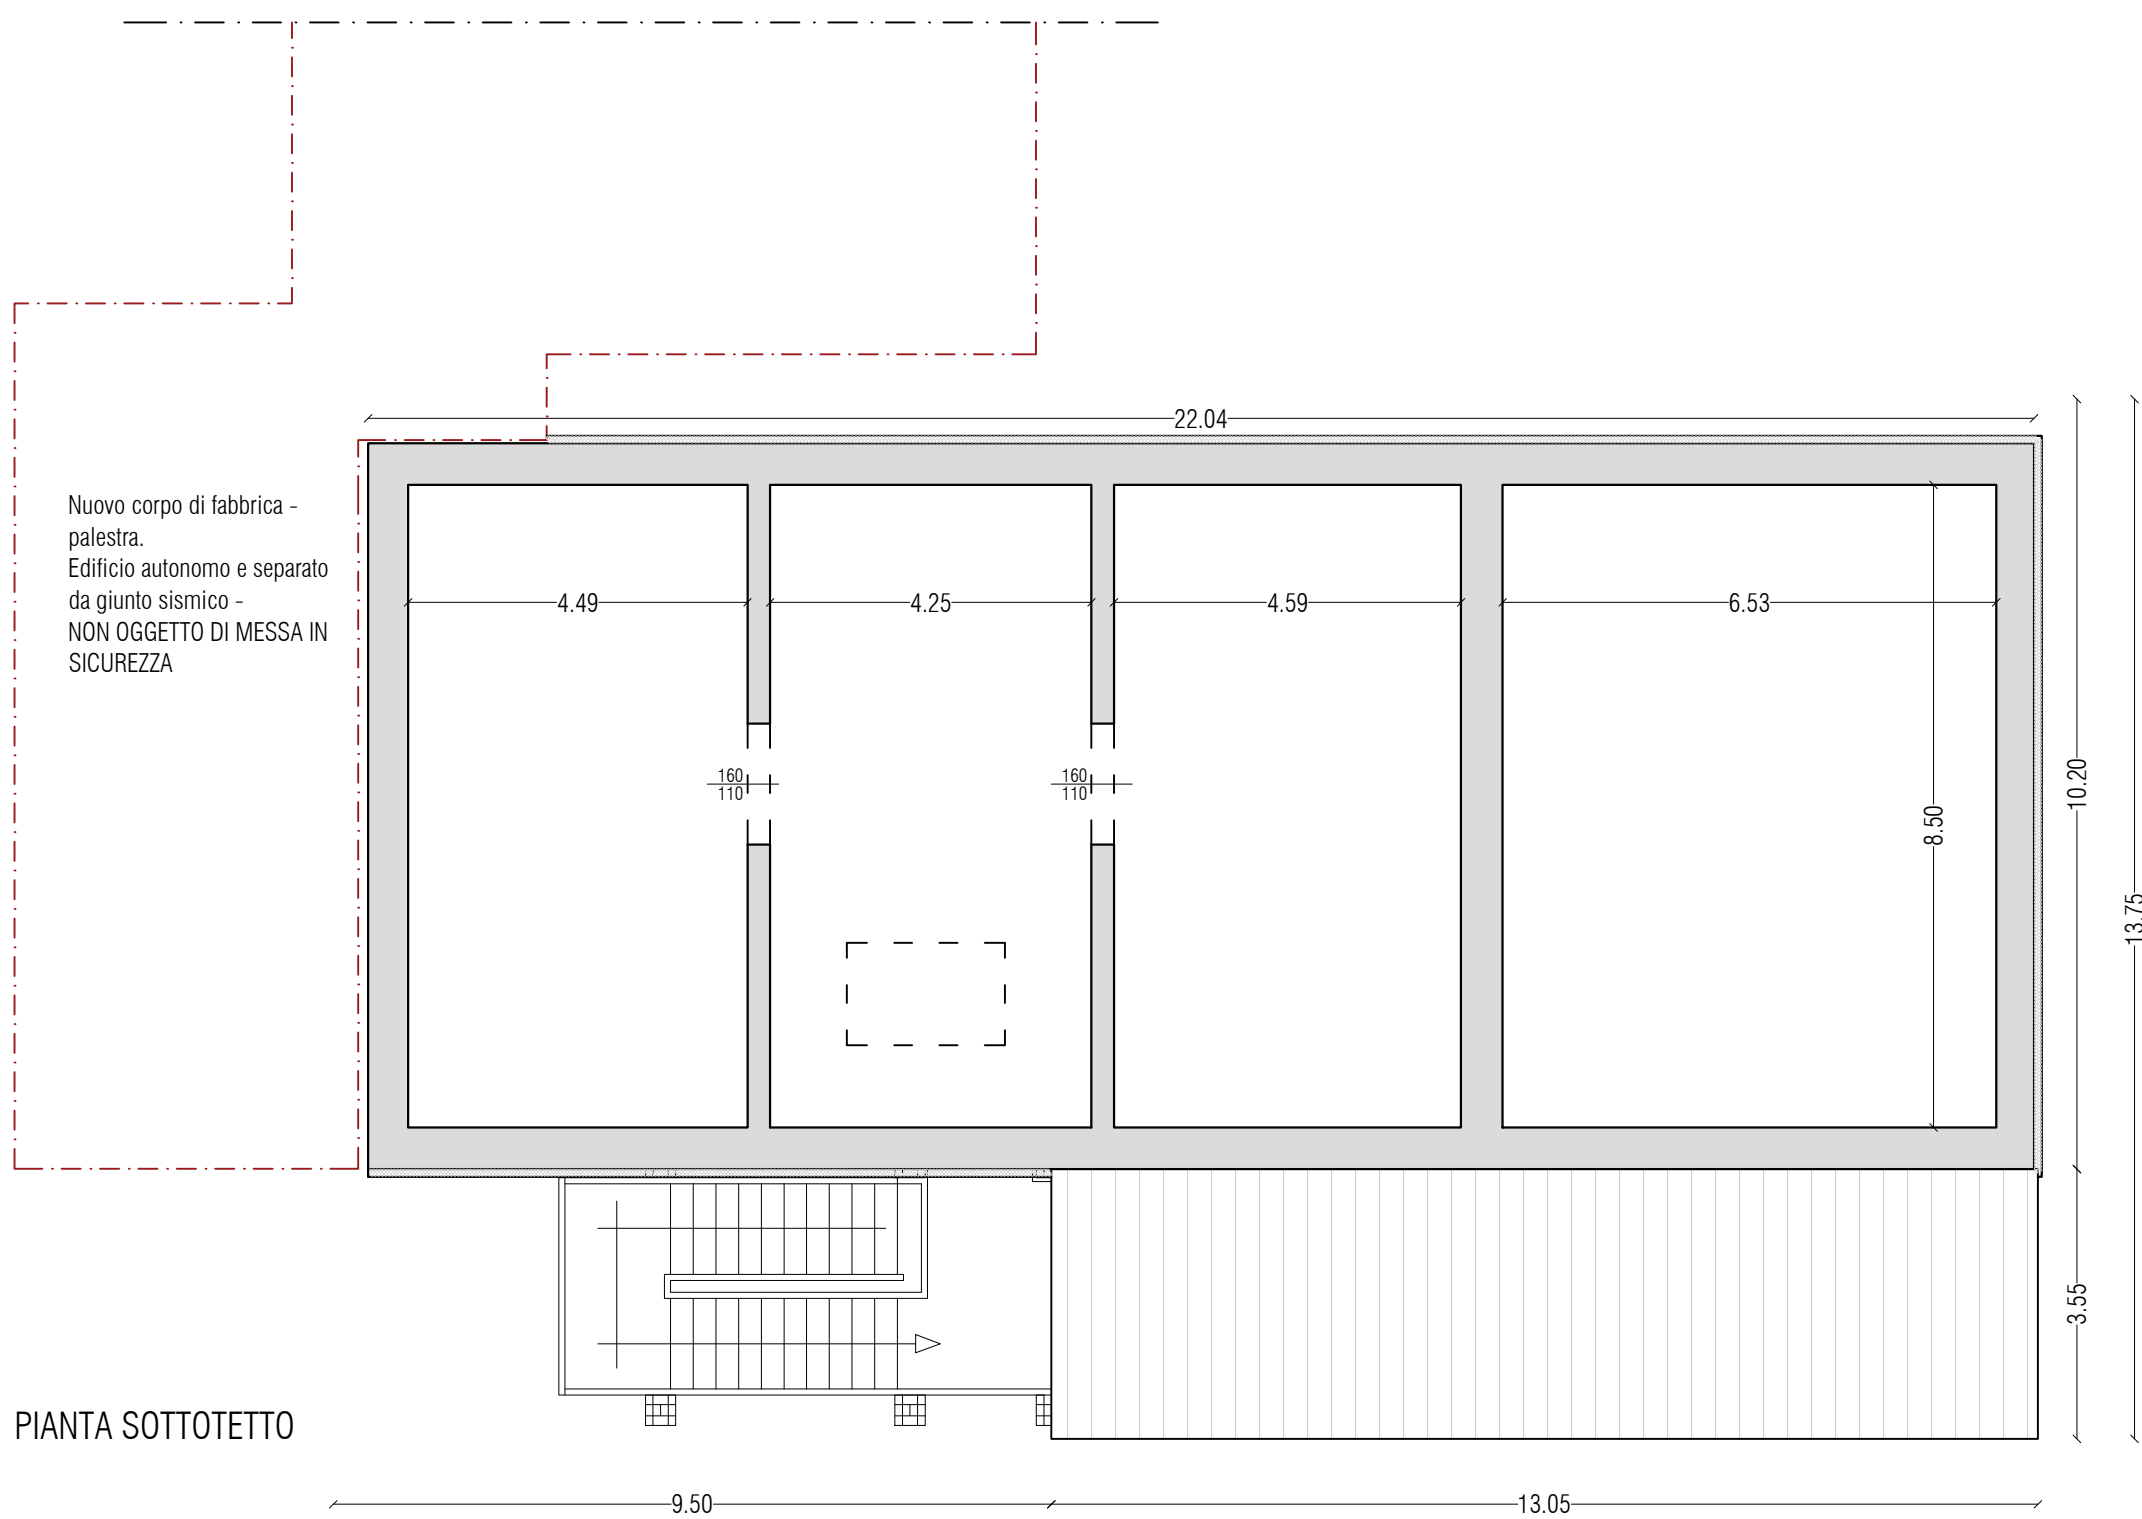 22.04
Nuovo corpo di fabbrica -
palestra.
Edificio autonomo e separato
da giunto sismico -
NON OGGETTO DI MESSA IN
SICUREZZA
4.49
4.25
4.59
6.53
160
110
160
110
8.50
10.20
13.75
3.55
PIANTA SOTTOTETTO
9.50
13.05